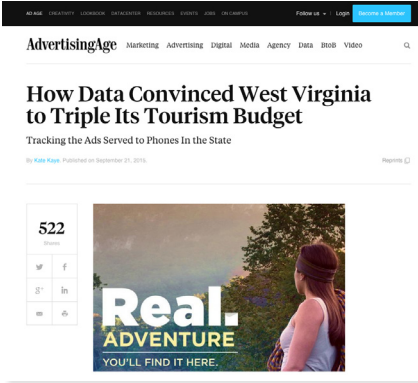 AD AGE CREATIVITY LOOKBOOK DATACENTER RESOURCES EVENTS JOBS ON CAMPUS Follow us Login Become a Member
AdvertisingAge Marketing Advertising Digital Media Agency Data BtoB Video
How Data Convinced West Virginia
to Triple Its Tourism Budget
Tracking the Ads Served to Phones In the State
By Kate Kaye. Published on September 21, 2015. Reprints
522
Shares
Real.
ADVENTURE
YOU'LL FIND IT HERE.